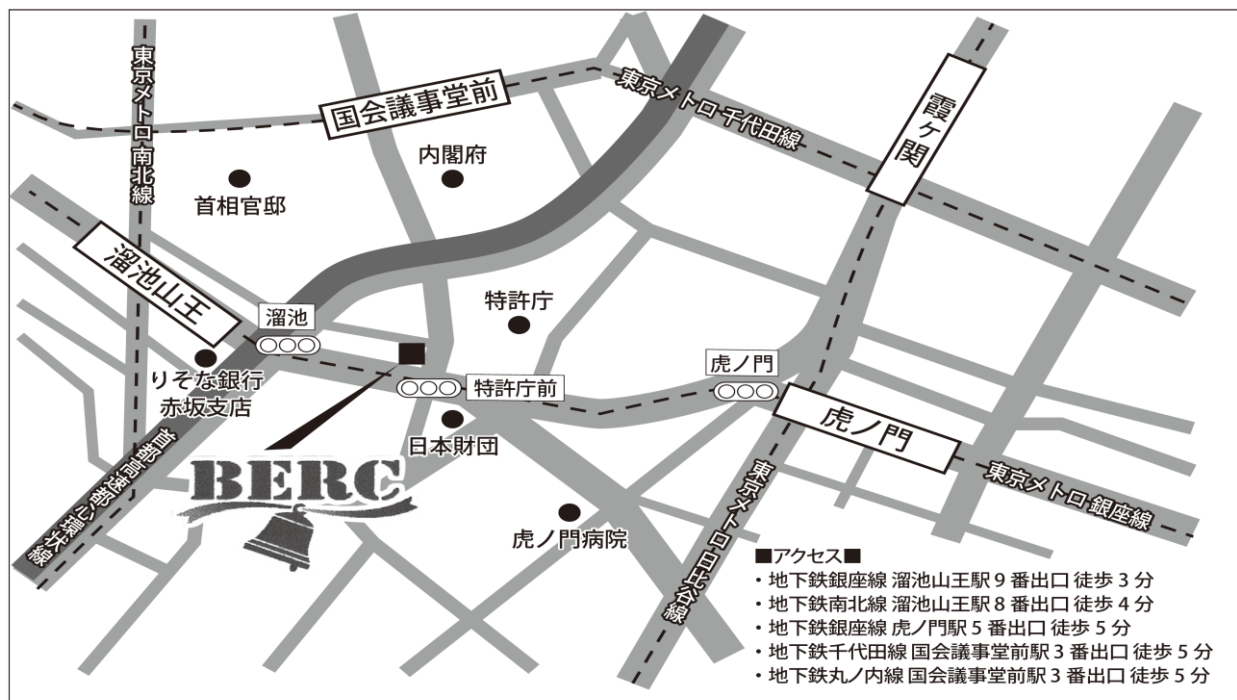 東京メトロ 南北線
国会議事堂前
東京メトロ 千代田線
霞ヶ関
内閣府
首相官邸
溜池山王
溜池
特許庁
りそな銀行
赤坂支店
特許庁前
虎ノ門
虎ノ門
日本財団
BERC
首都高速都心環状線
虎ノ門病院
東京メトロ 日比谷線
東京メトロ 銀座線
■アクセス■
・地下鉄銀座線 溜池山王駅 9 番出口 徒歩 3 分
・地下鉄南北線 溜池山王駅 8 番出口 徒歩 4 分
・地下鉄銀座線 虎ノ門駅 5 番出口 徒歩 5 分
・地下鉄千代田線 国会議事堂前駅 3 番出口 徒歩 5 分
・地下鉄丸ノ内線 国会議事堂前駅 3 番出口 徒歩 5 分